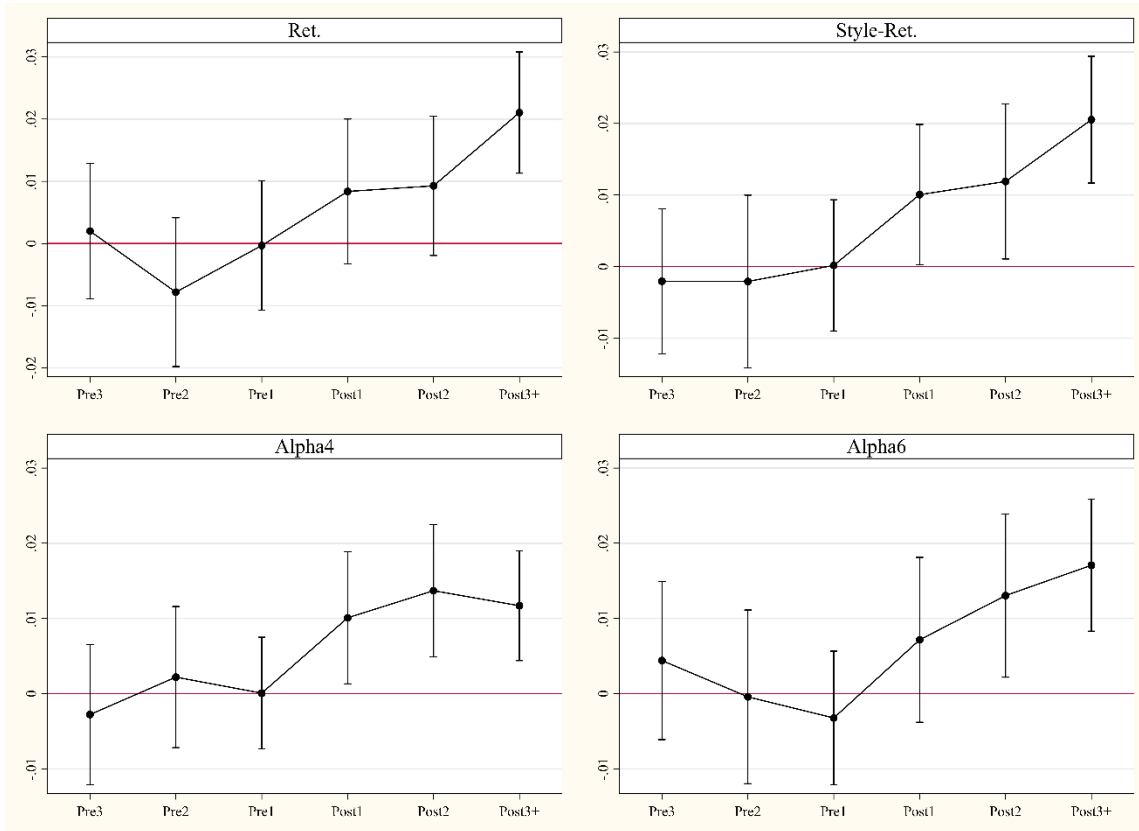 Ret.
.03
.02
.01
0
-.01
-.02
Pre3 Pre2 Pre1 Post1 Post2 Post3+
Style-Ret.
.03
.02
.01
0
-.01
Pre3 Pre2 Pre1 Post1 Post2 Post3+
Alpha4
.03
.02
.01
0
-.01
Pre3 Pre2 Pre1 Post1 Post2 Post3+
Alpha6
.03
.02
.01
0
-.01
Pre3 Pre2 Pre1 Post1 Post2 Post3+